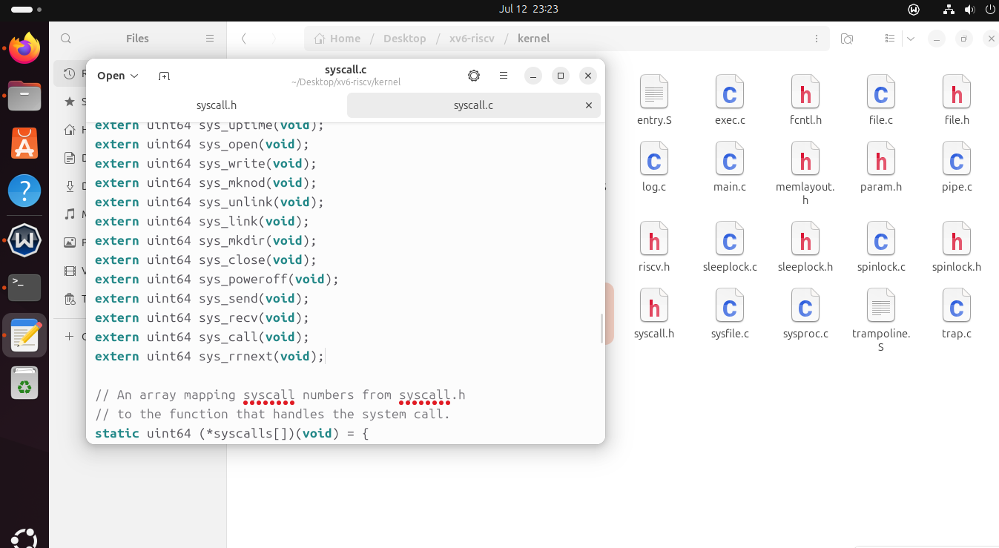 Jul 12 23:23
Files
Home / Desktop / xv6-riscv / kernel
Open
syscall.c
~/Desktop/xv6-riscv/kernel
syscall.h
syscall.c
extern uint64 sys_uptime(void);
extern uint64 sys_open(void);
extern uint64 sys_write(void);
extern uint64 sys_mknod(void);
extern uint64 sys_unlink(void);
extern uint64 sys_link(void);
extern uint64 sys_mkdir(void);
extern uint64 sys_close(void);
extern uint64 sys_poweroff(void);
extern uint64 sys_send(void);
extern uint64 sys_recv(void);
extern uint64 sys_call(void);
extern uint64 sys_rrnext(void);
// An array mapping syscall numbers from syscall.h
// to the function that handles the system call.
static uint64 (*syscalls[])(void) = {
entry.S
exec.c
fcntl.h
file.c
file.h
log.c
main.c
memlayout.
h
param.h
pipe.c
riscv.h
sleeplock.c
sleeplock.h
spinlock.c
spinlock.h
syscall.h
sysfile.c
sysproc.c
trampoline.
S
trap.c